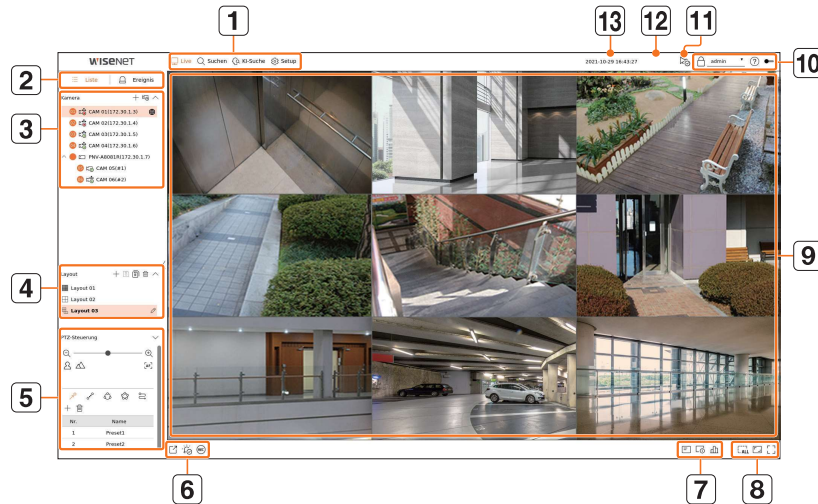 1
13
12
11
WISENET
Live
Suchen
KI-Suche
Setup
2021-10-29 16:43:27
admin
10
2
Liste
Ereignis
3
Kamera
CAM 01(172.30.1.3)
CAM 02(172.30.1.4)
CAM 03(172.30.1.5)
CAM 04(172.30.1.6)
PNV-A8081R(172.30.1.7)
CAM 05(#1)
CAM 06(#2)
9
4
Layout
Layout 01
Layout 02
Layout 03
5
PTZ-Steuerung
Nr. Name
1 Preset1
2 Preset2
REC
ALL
6
7
8